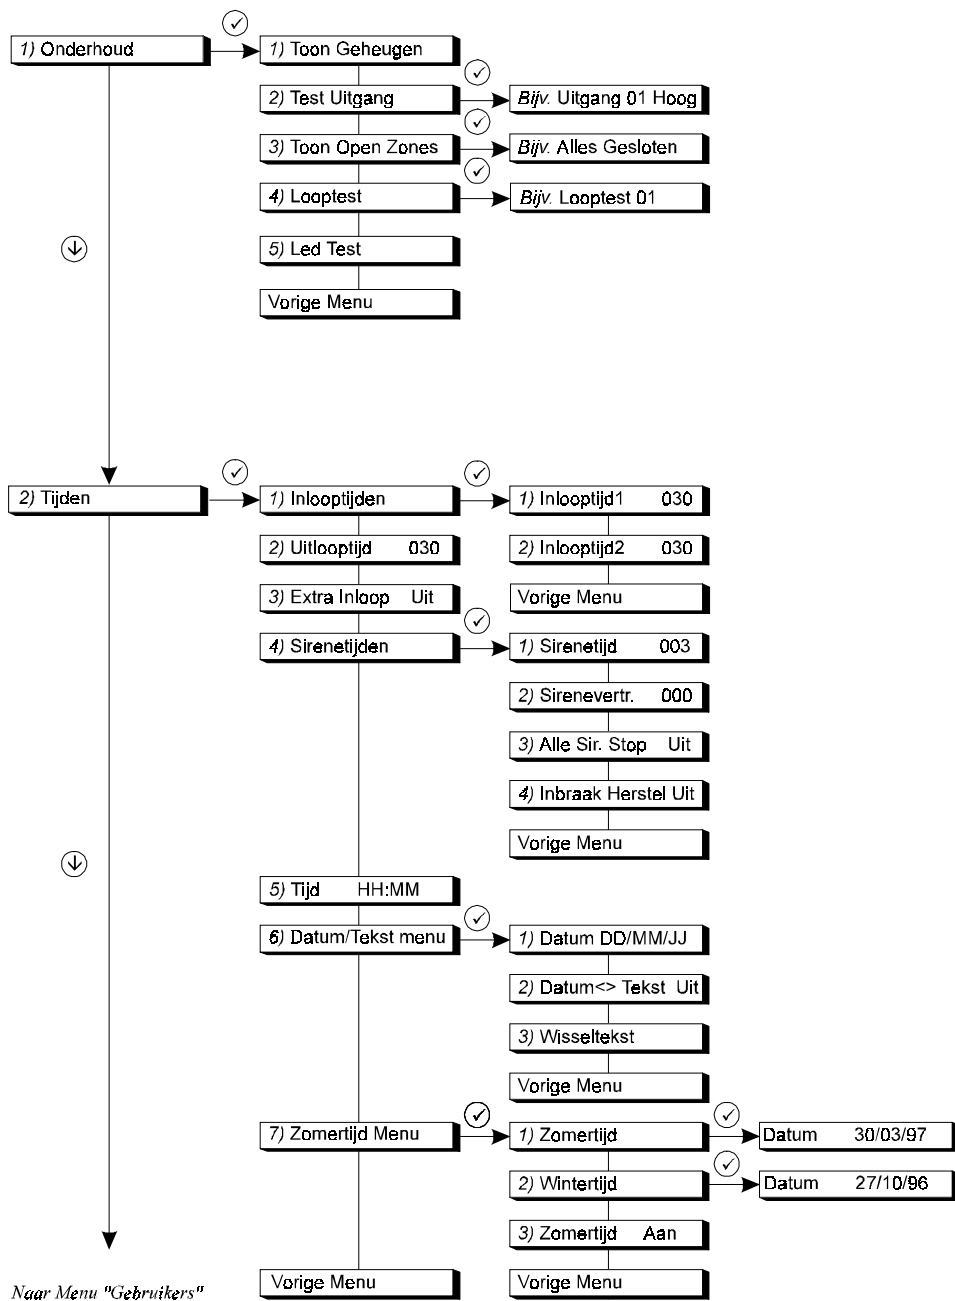 1) Onderhoud
1) Toon Geheugen
2) Test Uitgang
Bijv. Uitgang 01 Hoog
3) Toon Open Zones
Bijv. Alles Gesloten
4) Looptest
Bijv. Looptest 01
5) Led Test
Vorige Menu
2) Tijden
1) Inlooptijden
1) Inlooptijd1 030
2) Uitlooptijd 030
2) Inlooptijd2 030
3) Extra Inloop Uit
Vorige Menu
4) Sirenetijden
1) Sirenetijd 003
2) Sirenevertr. 000
3) Alle Sir. Stop Uit
4) Inbraak Herstel Uit
Vorige Menu
5) Tijd HH:MM
6) Datum/Tekst menu
1) Datum DD/MM/JJ
2) Datum<> Tekst Uit
3) Wisseltekst
Vorige Menu
7) Zomertijd Menu
1) Zomertijd
Datum 30/03/97
2) Wintertijd
Datum 27/10/96
3) Zomertijd Aan
Vorige Menu
Vorige Menu
Naar Menu "Gebruikers"